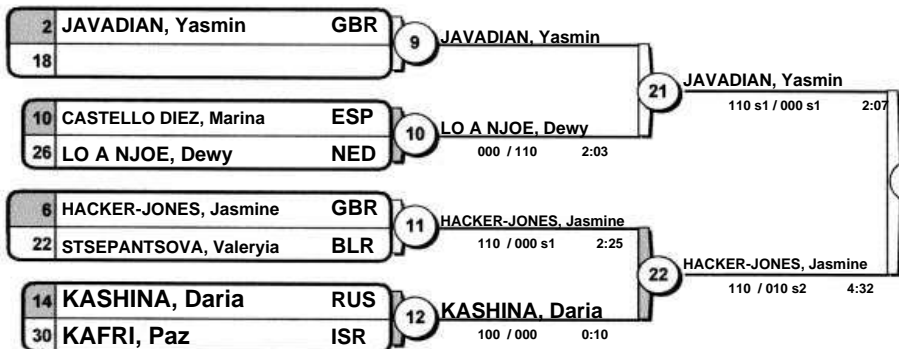 2 JAVADIAN, Yasmin GBR
18
9 JAVADIAN, Yasmin
10 CASTELLO DIEZ, Marina ESP
26 LO A NJOE, Dewy NED
10 LO A NJOE, Dewy
000 / 110 2:03
21 JAVADIAN, Yasmin
110 s1 / 000 s1 2:07
6 HACKER-JONES, Jasmine GBR
22 STSEPANTSOVA, Valeryia BLR
11 HACKER-JONES, Jasmine
110 / 000 s1 2:25
14 KASHINA, Daria RUS
30 KAFRI, Paz ISR
12 KASHINA, Daria
100 / 000 0:10
22 HACKER-JONES, Jasmine
110 / 010 s2 4:32